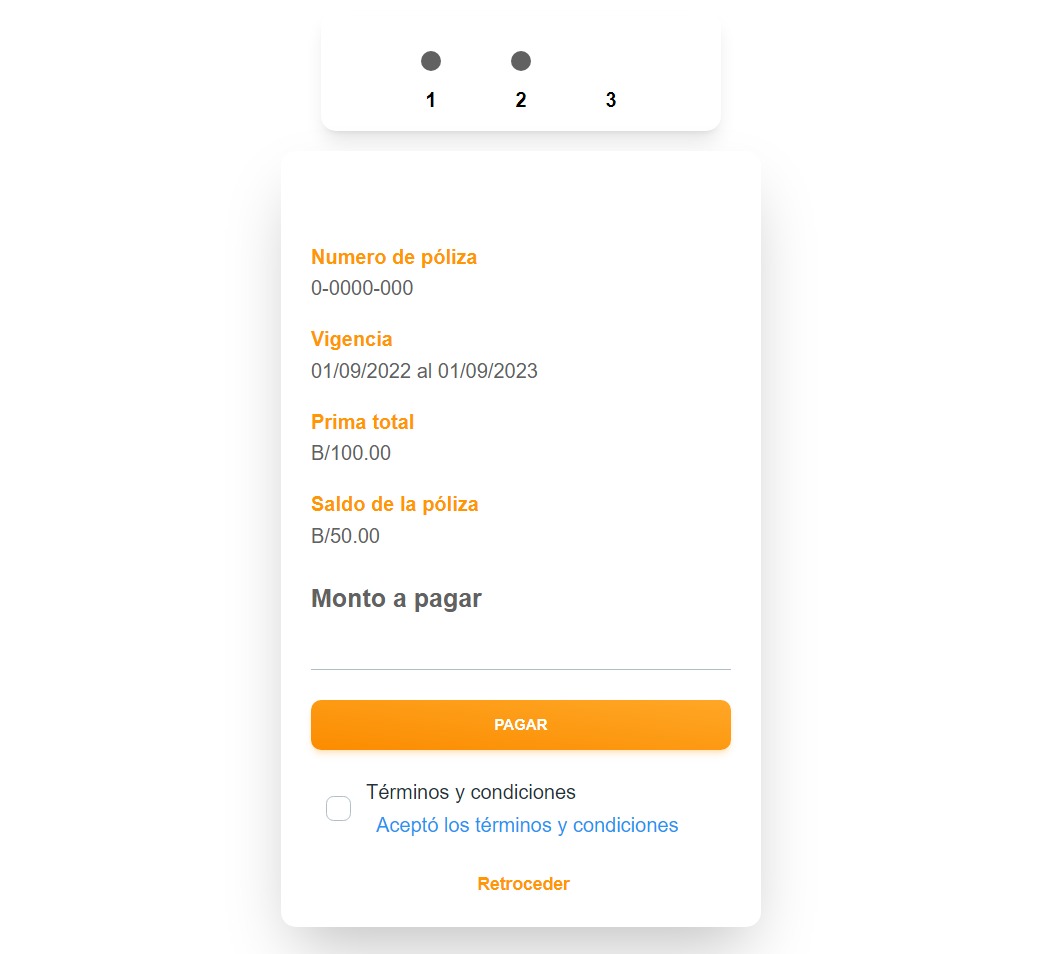 1 2 3
Numero de póliza
0-0000-000
Vigencia
01/09/2022 al 01/09/2023
Prima total
B/100.00
Saldo de la póliza
B/50.00
Monto a pagar
PAGAR
Términos y condiciones
Aceptó los términos y condiciones
Retroceder